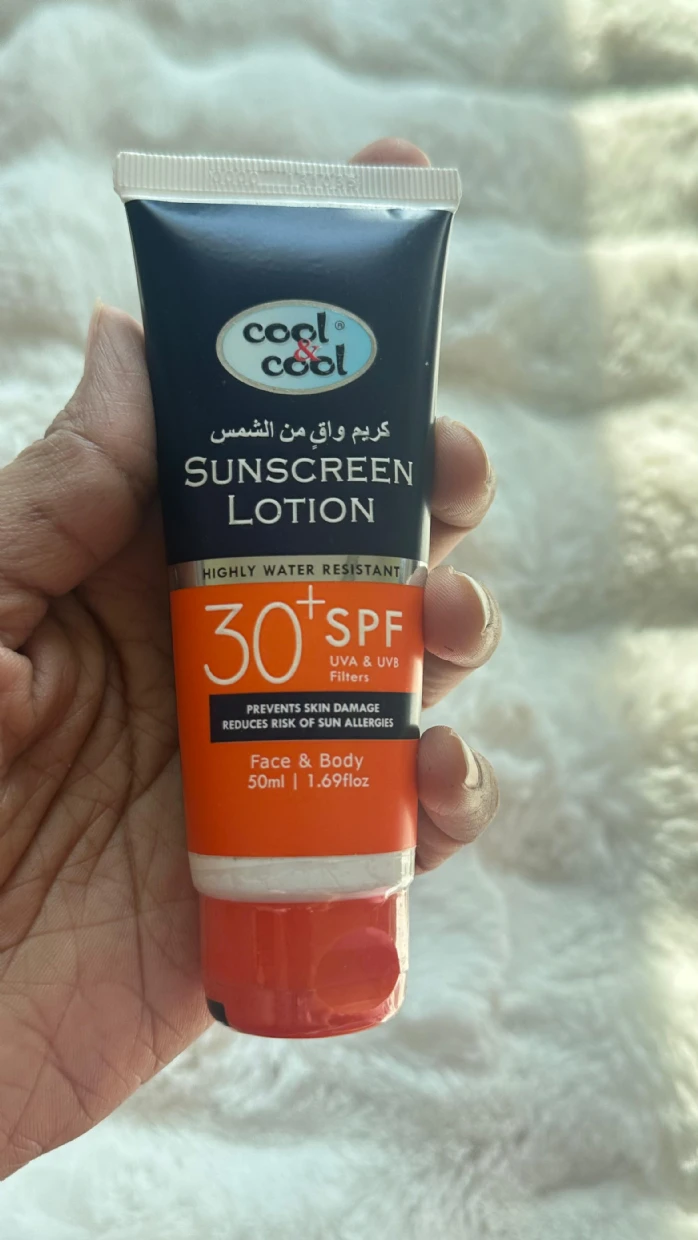 cool®
&
cool
كريم واقٍ من الشمس
SUNSCREEN
LOTION
HIGHLY WATER RESISTANT
30+ SPF
UVA & UVB
Filters
PREVENTS SKIN DAMAGE
REDUCES RISK OF SUN ALLERGIES
Face & Body
50ml | 1.69floz